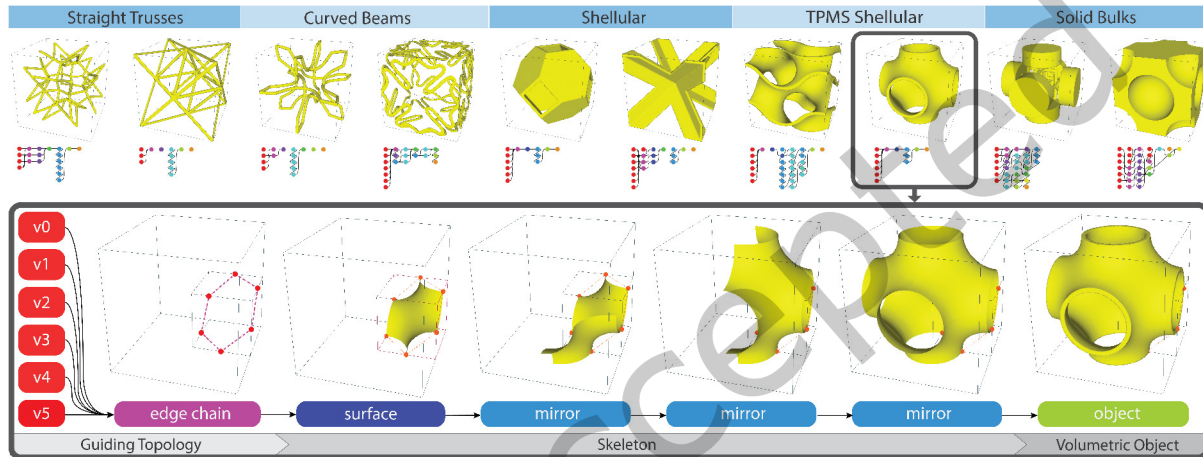 Straight Trusses
Curved Beams
Shellular
TPMS Shellular
Solid Bulks
v0
v1
v2
v3
v4
v5
edge chain
surface
mirror
mirror
mirror
object
Guiding Topology
Skeleton
Volumetric Object
ccepted